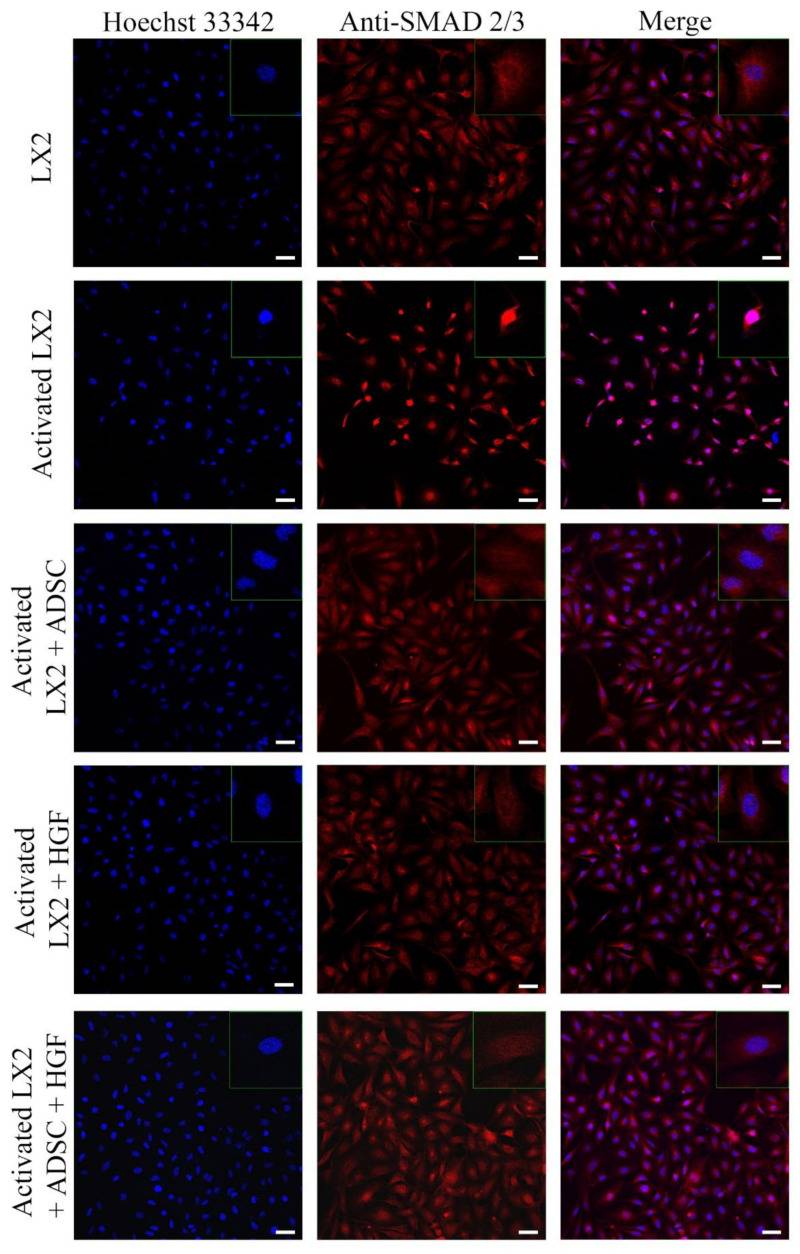 Hoechst 33342
Anti-SMAD 2/3
Merge
LX2
Activated LX2
Activated
LX2 + ADSC
Activated
LX2 + HGF
Activated LX2
+ ADSC + HGF